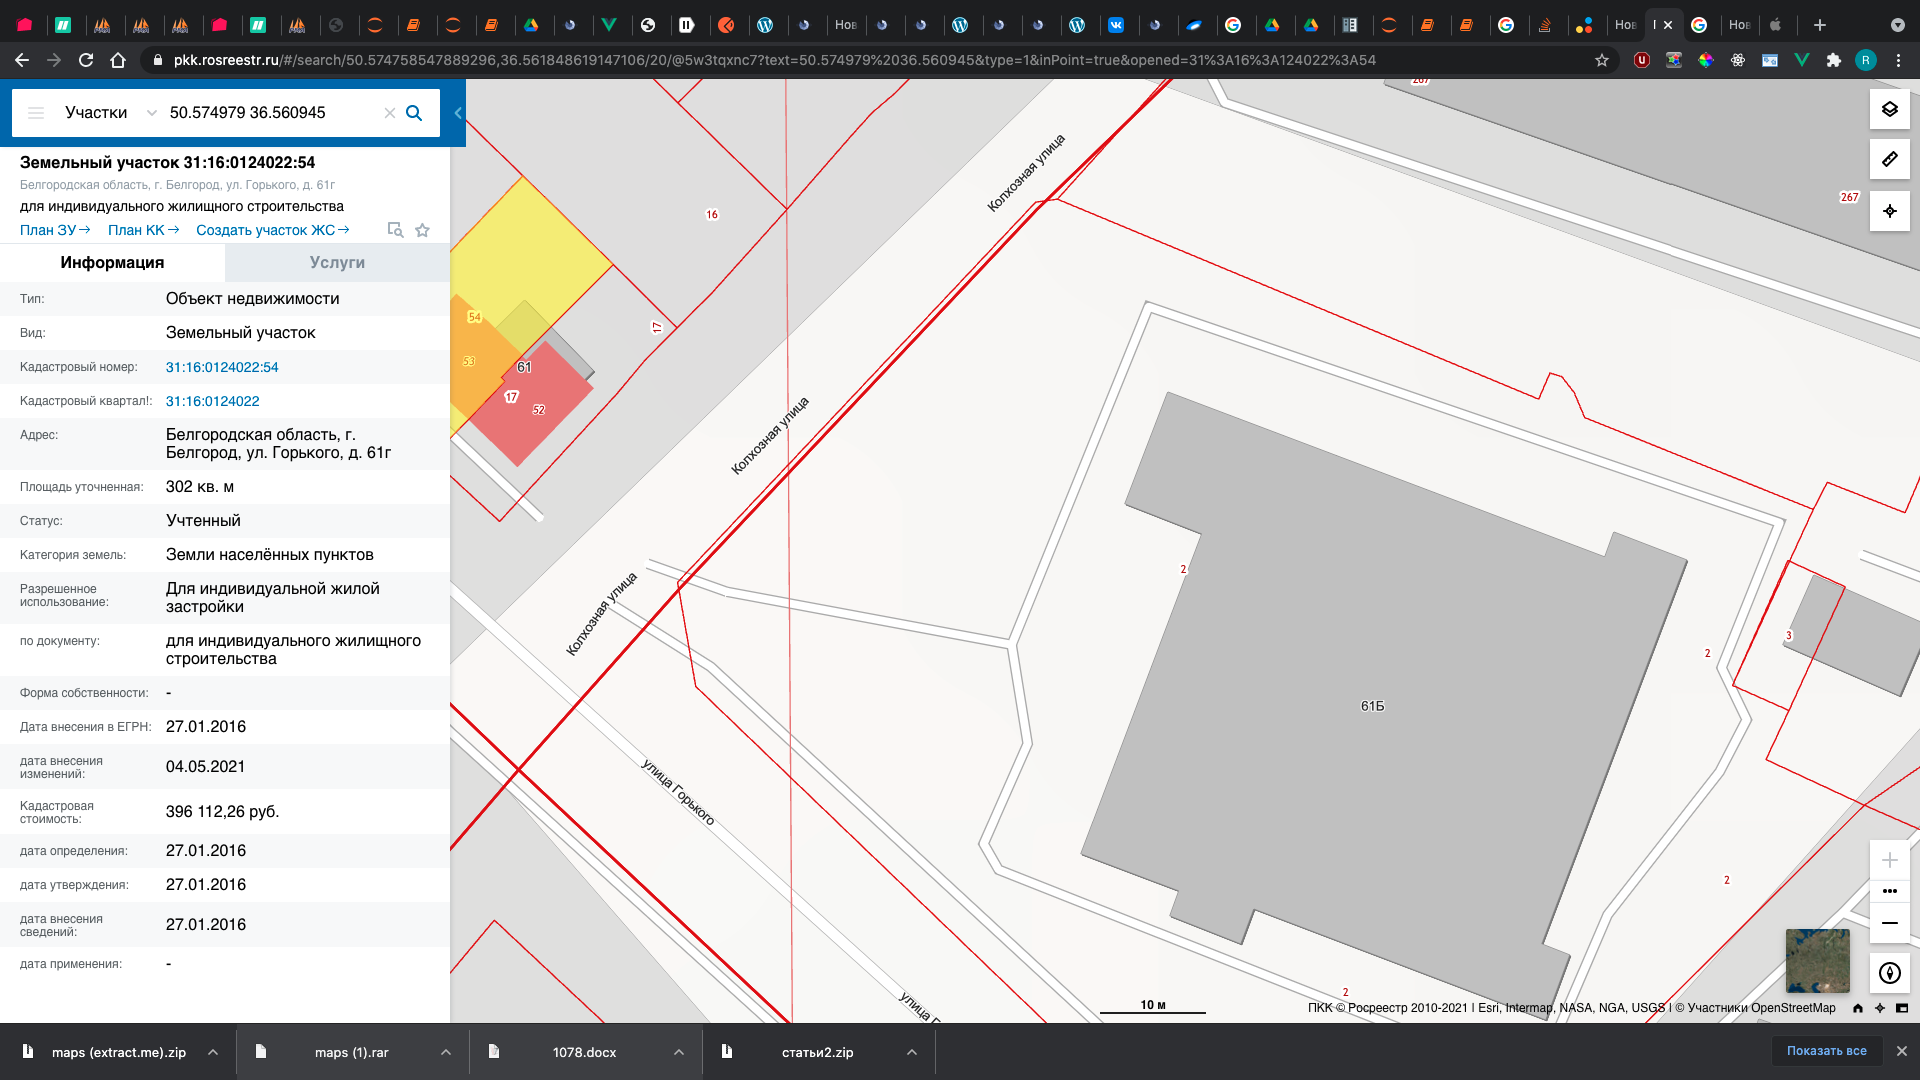 Нов
Нов
Нов
pkk.rosreestr.ru/#/search/50.574758547889296,36.561848619147106/20/@5w3tqxnc7?text=50.574979%2036.560945&type=1&inPoint=true&opened=31%3A16%3A124022%3A54
R
Участки
50.574979 36.560945
Земельный участок 31:16:0124022:54
Белгородская область, г. Белгород, ул. Горького, д. 61г
для индивидуального жилищного строительства
План ЗУ→ План КК→ Создать участок ЖС→
Информация
Услуги
Тип: Объект недвижимости
Вид: Земельный участок
Кадастровый номер: 31:16:0124022:54
Кадастровый квартал!: 31:16:0124022
Адрес: Белгородская область, г.
Белгород, ул. Горького, д. 61г
Площадь уточненная: 302 кв. м
Статус: Учтенный
Категория земель: Земли населённых пунктов
Разрешенное
использование:
Для индивидуальной жилой
застройки
по документу: для индивидуального жилищного
строительства
Форма собственности: -
Дата внесения в ЕГРН: 27.01.2016
дата внесения
изменений:
04.05.2021
Кадастровая
стоимость:
396 112,26 руб.
дата определения: 27.01.2016
дата утверждения: 27.01.2016
дата внесения
сведений:
27.01.2016
дата применения: -
267
267
16
17
54
53
61
17
52
Колхозная улица
Колхозная улица
Колхозная улица
улица Горького
улица Г
2
2
3
61Б
2
2
10 м
ПКК © Росреестр 2010-2021 | Esri, Intermap, NASA, NGA, USGS | © Участники OpenStreetMap
maps (extract.me).zip
maps (1).rar
1078.docx
статьи2.zip
Показать все